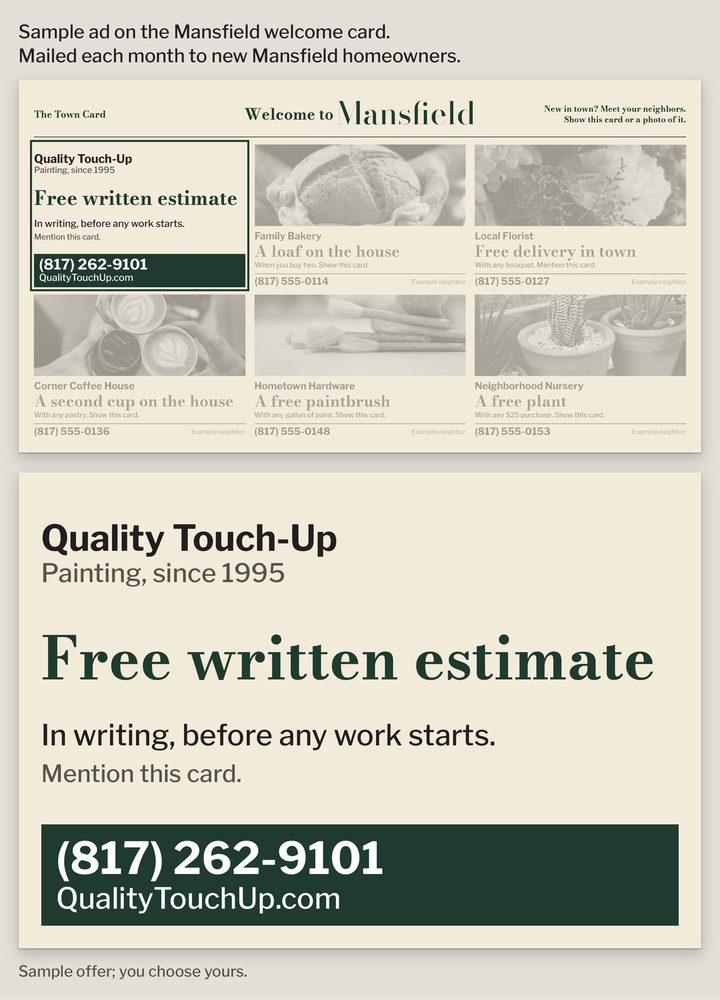 Sample ad on the Mansfield welcome card.
Mailed each month to new Mansfield homeowners.
The Town Card
Welcome to Mansfield
New in town? Meet your neighbors.
Show this card or a photo of it.
Quality Touch-Up
Painting, since 1995
Free written estimate
In writing, before any work starts.
Mention this card.
(817) 262-9101
QualityTouchUp.com
Family Bakery
A loaf on the house
When you buy two. Show this card.
(817) 555-0114
Example neighbor
Local Florist
Free delivery in town
With any bouquet. Mention this card.
(817) 555-0127
Example neighbor
Corner Coffee House
A second cup on the house
With any pastry. Show this card.
(817) 555-0136
Example neighbor
Hometown Hardware
A free paintbrush
With any gallon of paint. Show this card.
(817) 555-0148
Example neighbor
Neighborhood Nursery
A free plant
With any $25 purchase. Show this card.
(817) 555-0153
Example neighbor
Quality Touch-Up
Painting, since 1995
Free written estimate
In writing, before any work starts.
Mention this card.
(817) 262-9101
QualityTouchUp.com
Sample offer; you choose yours.